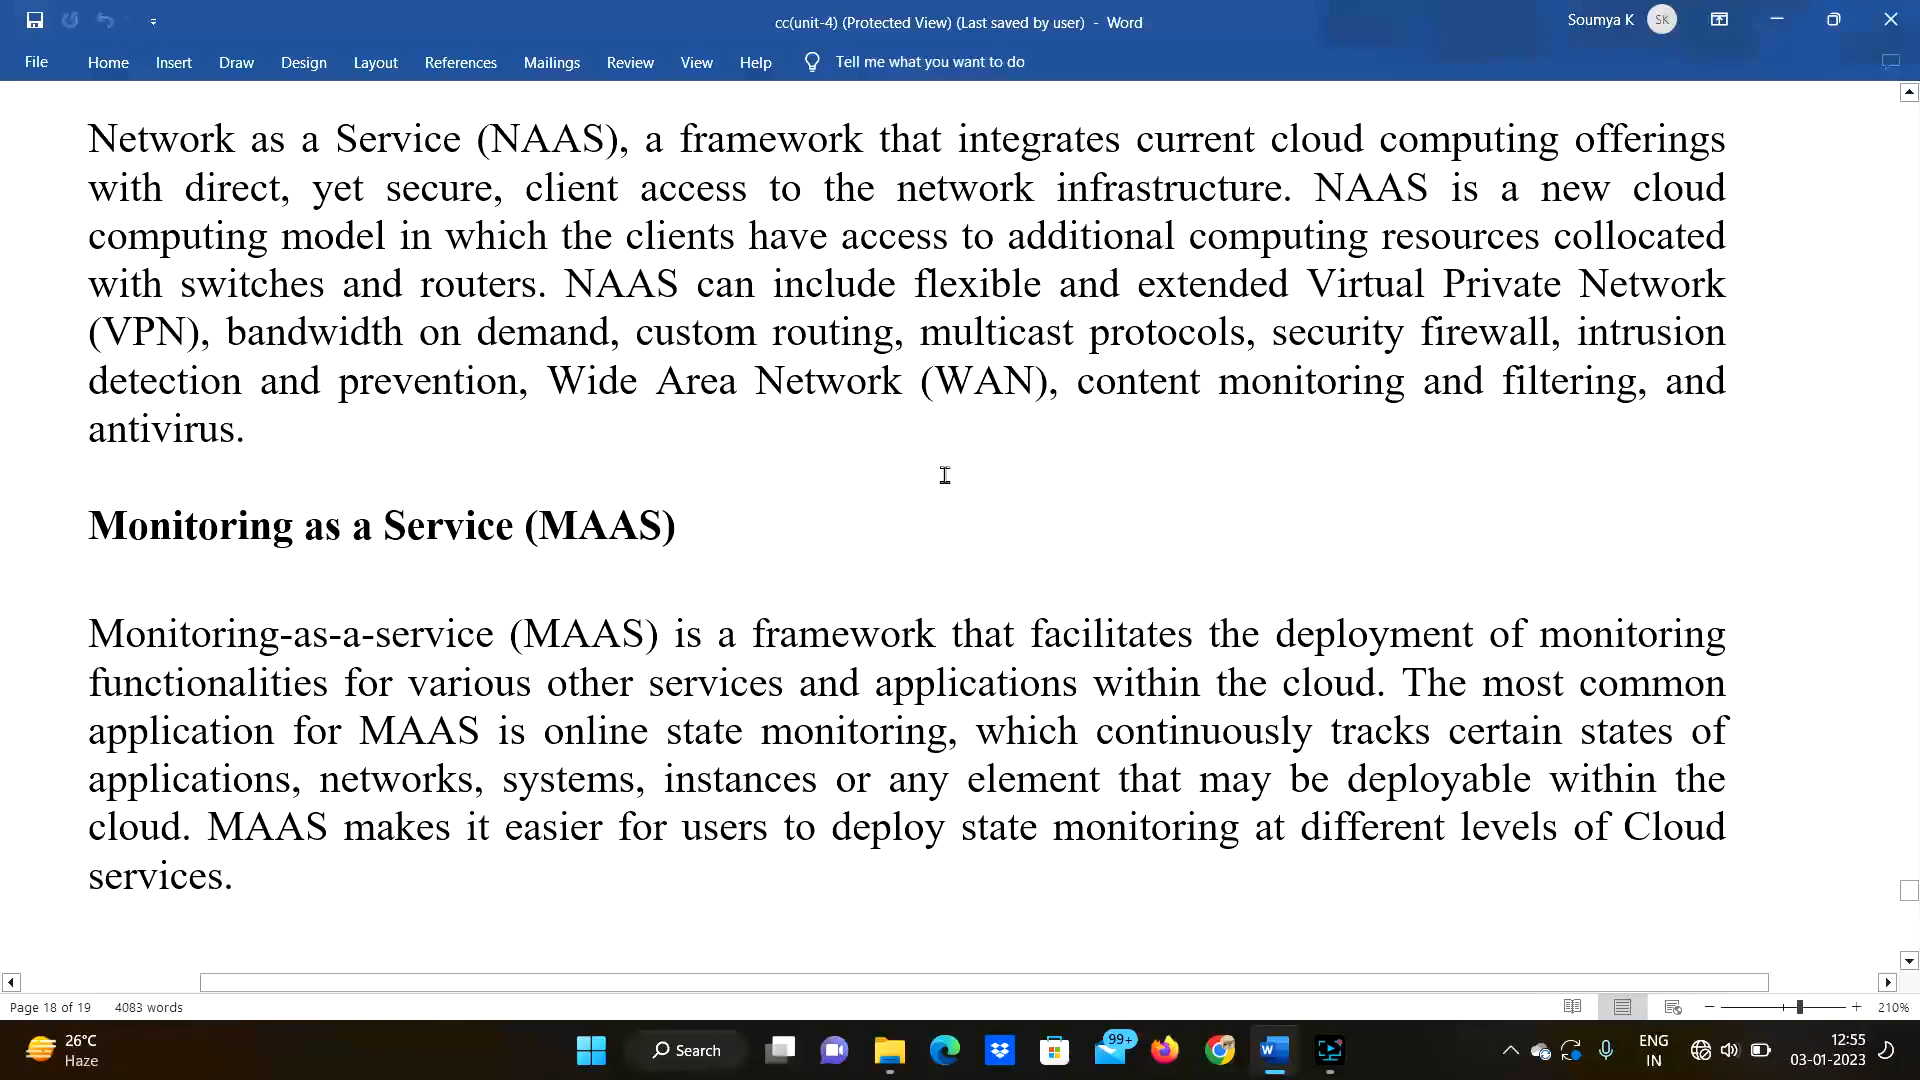 cc(unit-4) (Protected View) (Last saved by user) - Word
Soumya K
SK
File Home Insert Draw Design Layout References Mailings Review View Help Tell me what you want to do
Network as a Service (NAAS), a framework that integrates current cloud computing offerings
with direct, yet secure, client access to the network infrastructure. NAAS is a new cloud
computing model in which the clients have access to additional computing resources collocated
with switches and routers. NAAS can include flexible and extended Virtual Private Network
(VPN), bandwidth on demand, custom routing, multicast protocols, security firewall, intrusion
detection and prevention, Wide Area Network (WAN), content monitoring and filtering, and
antivirus.
Monitoring as a Service (MAAS)
Monitoring-as-a-service (MAAS) is a framework that facilitates the deployment of monitoring
functionalities for various other services and applications within the cloud. The most common
application for MAAS is online state monitoring, which continuously tracks certain states of
applications, networks, systems, instances or any element that may be deployable within the
cloud. MAAS makes it easier for users to deploy state monitoring at different levels of Cloud
services.
Page 18 of 19 4083 words
210%
26°C
Haze
Search
99+
ENG
IN
12:55
03-01-2023